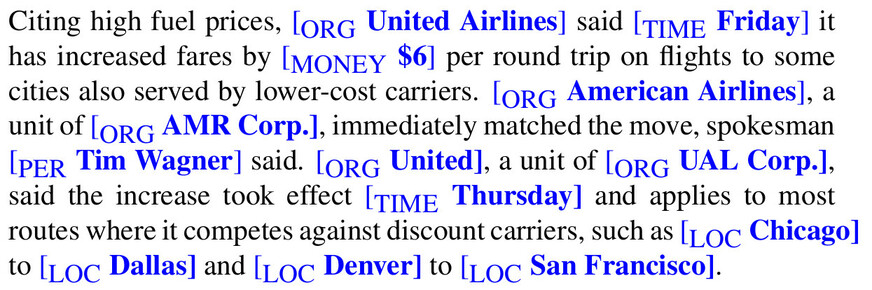 Citing high fuel prices, [ORG United Airlines] said [TIME Friday] it
has increased fares by [MONEY $6] per round trip on flights to some
cities also served by lower-cost carriers. [ORG American Airlines], a
unit of [ORG AMR Corp.], immediately matched the move, spokesman
[PER Tim Wagner] said. [ORG United], a unit of [ORG UAL Corp.],
said the increase took effect [TIME Thursday] and applies to most
routes where it competes against discount carriers, such as [LOC Chicago]
to [LOC Dallas] and [LOC Denver] to [LOC San Francisco].